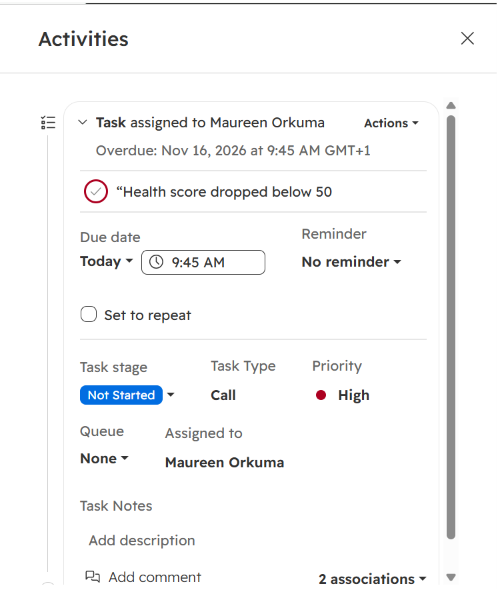 Activities
Task assigned to Maureen Orkuma
Actions
Overdue: Nov 16, 2026 at 9:45 AM GMT+1
“Health score dropped below 50
Due date
Reminder
Today
9:45 AM
No reminder
Set to repeat
Task stage
Task Type
Priority
Not Started
Call
High
Queue
Assigned to
None
Maureen Orkuma
Task Notes
Add description
Add comment
2 associations